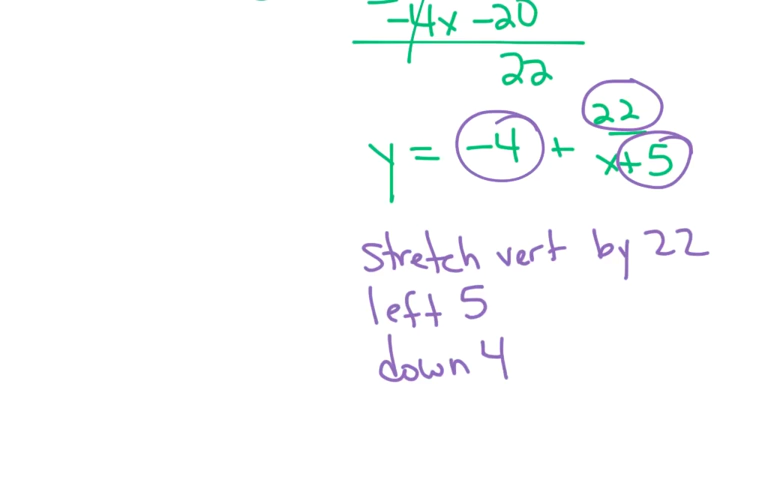 -4x -20
22
y = -4 + 22/x+5
stretch vert by 22
left 5
down 4